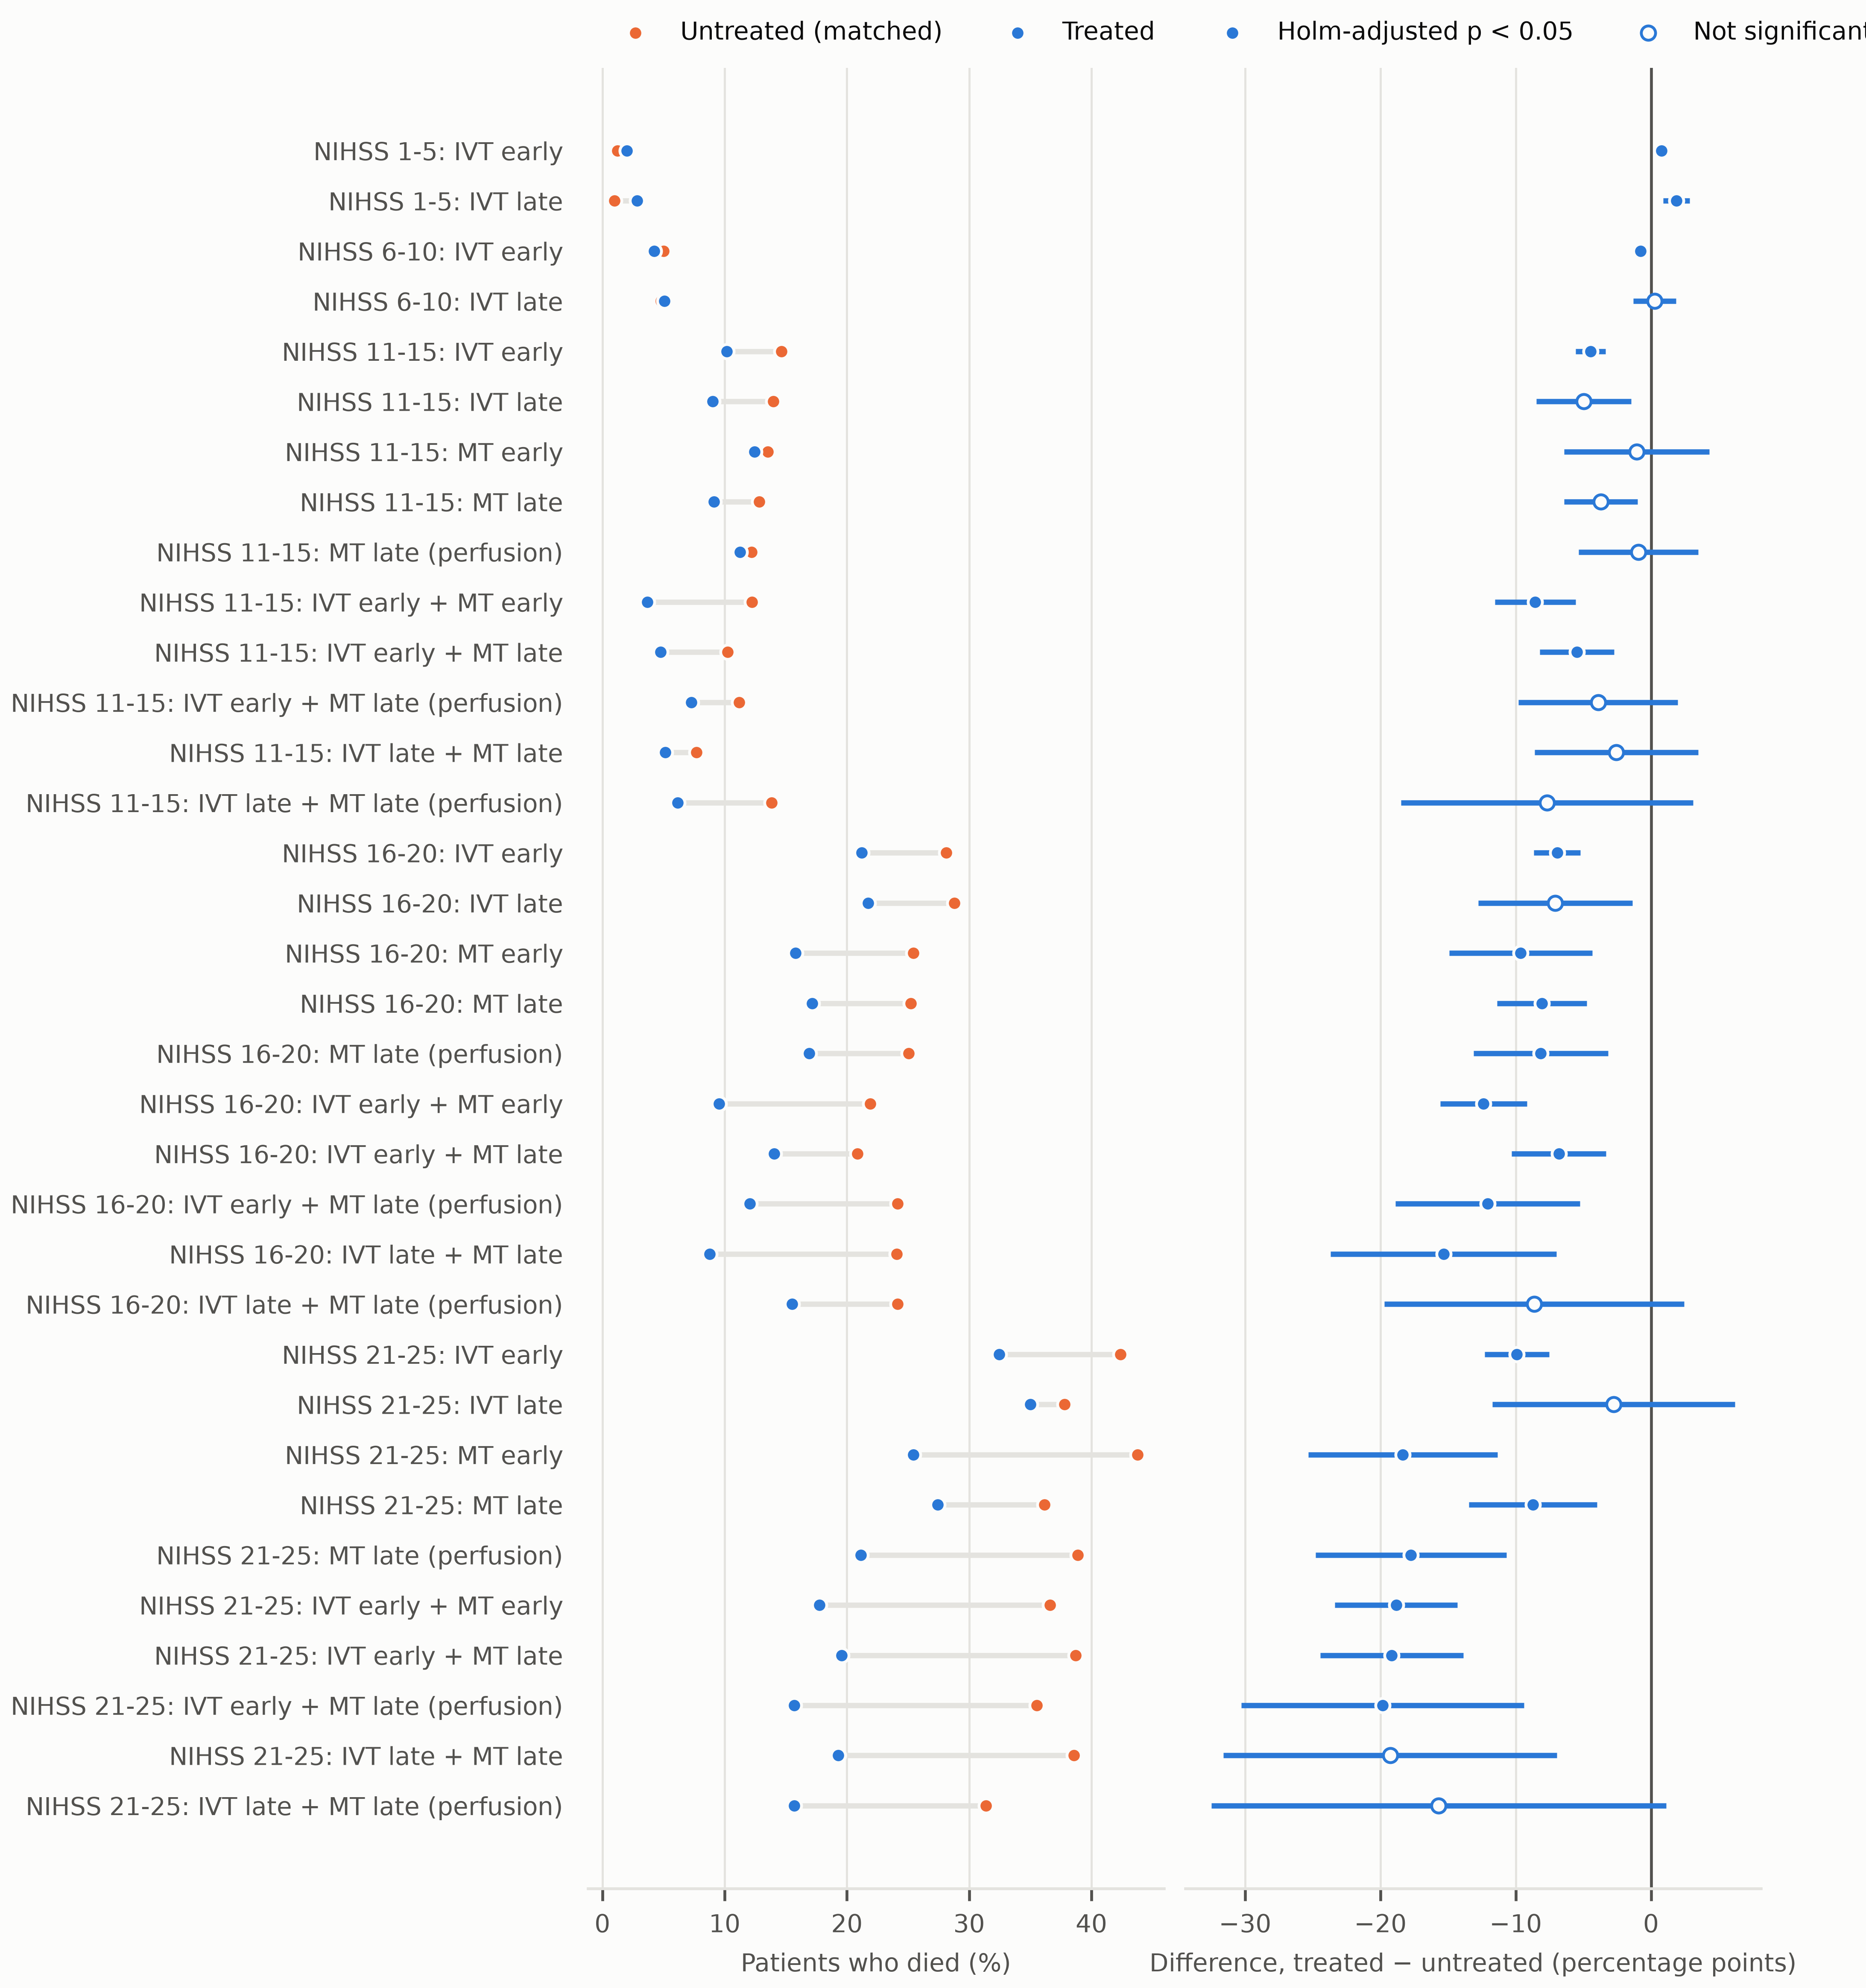 Untreated (matched) Treated Holm-adjusted p < 0.05 Not significant
NIHSS 1-5: IVT early
NIHSS 1-5: IVT late
NIHSS 6-10: IVT early
NIHSS 6-10: IVT late
NIHSS 11-15: IVT early
NIHSS 11-15: IVT late
NIHSS 11-15: MT early
NIHSS 11-15: MT late
NIHSS 11-15: MT late (perfusion)
NIHSS 11-15: IVT early + MT early
NIHSS 11-15: IVT early + MT late
NIHSS 11-15: IVT early + MT late (perfusion)
NIHSS 11-15: IVT late + MT late
NIHSS 11-15: IVT late + MT late (perfusion)
NIHSS 16-20: IVT early
NIHSS 16-20: IVT late
NIHSS 16-20: MT early
NIHSS 16-20: MT late
NIHSS 16-20: MT late (perfusion)
NIHSS 16-20: IVT early + MT early
NIHSS 16-20: IVT early + MT late
NIHSS 16-20: IVT early + MT late (perfusion)
NIHSS 16-20: IVT late + MT late
NIHSS 16-20: IVT late + MT late (perfusion)
NIHSS 21-25: IVT early
NIHSS 21-25: IVT late
NIHSS 21-25: MT early
NIHSS 21-25: MT late
NIHSS 21-25: MT late (perfusion)
NIHSS 21-25: IVT early + MT early
NIHSS 21-25: IVT early + MT late
NIHSS 21-25: IVT early + MT late (perfusion)
NIHSS 21-25: IVT late + MT late
NIHSS 21-25: IVT late + MT late (perfusion)
0 10 20 30 40 −30 −20 −10 0
Patients who died (%) Difference, treated − untreated (percentage points)